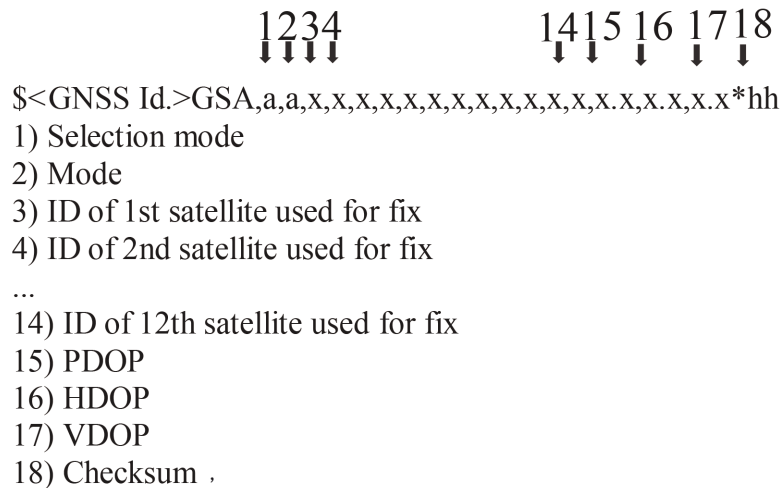 1234 14 15 16 17 18
$<GNSS Id.>GSA,a,a,x,x,x,x,x,x,x,x,x,x,x,x,x.x,x.x,x.x*hh
1) Selection mode
2) Mode
3) ID of 1st satellite used for fix
4) ID of 2nd satellite used for fix
...
14) ID of 12th satellite used for fix
15) PDOP
16) HDOP
17) VDOP
18) Checksum ,